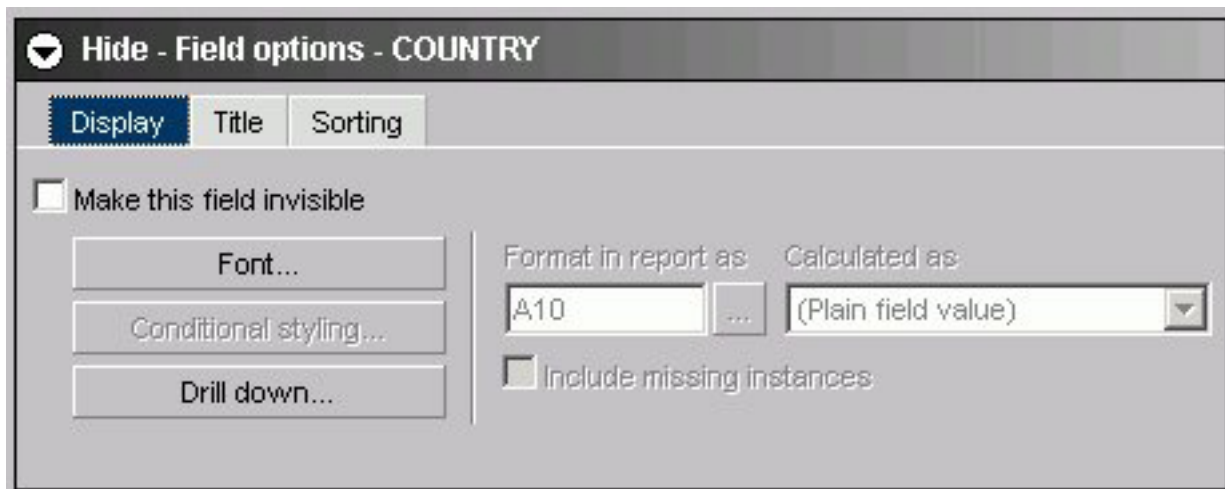 Hide - Field options - COUNTRY
Display Title Sorting
Make this field invisible
Font...
Conditional styling...
Drill down...
Format in report as Calculated as
A10 ... (Plain field value)
Include missing instances